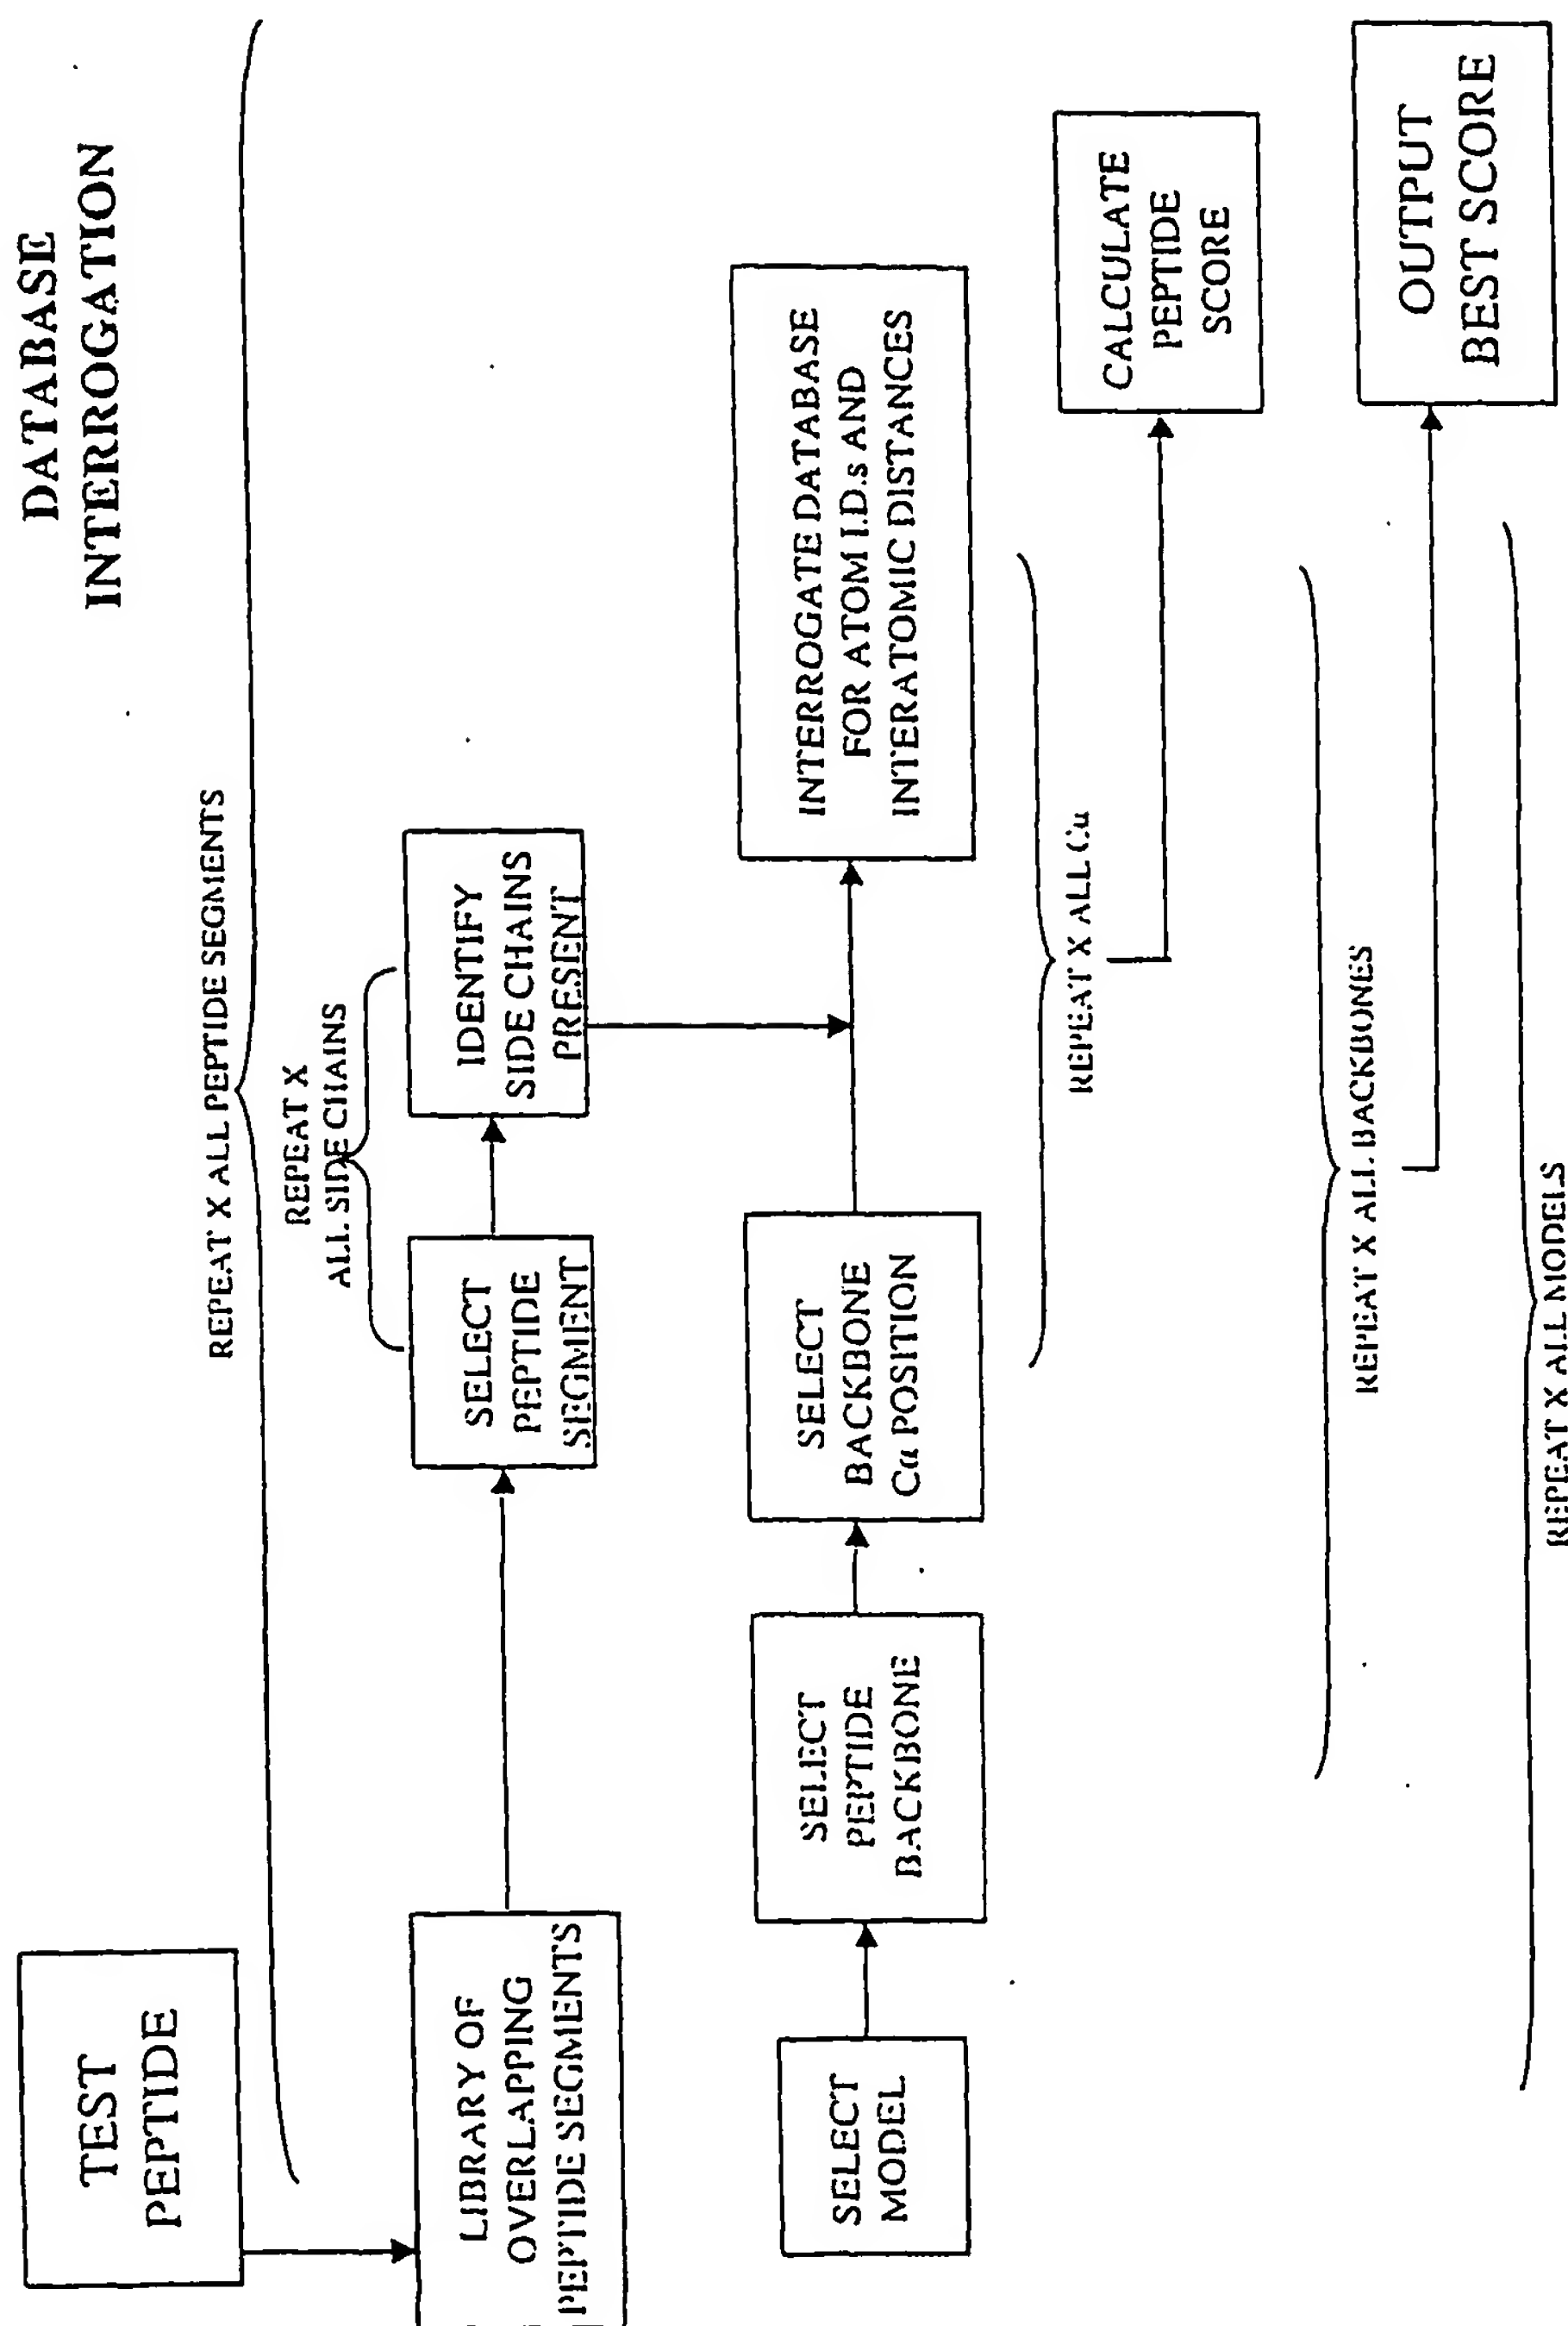 DATABASE
INTERROGATION
TEST
PEPTIDE
REPEAT X ALL PEPTIDE SEGMENTS
REPEAT X
ALL SIDE CHAINS
LIBRARY OF
OVERLAPPING
PEPTIDE SEGMENTS
SELECT
PEPTIDE
SEGMENT
IDENTIFY
SIDE CHAINS
PRESENT
SELECT
MODEL
SELECT
PEPTIDE
BACKBONE
SELECT
BACKBONE
Cα POSITION
INTERROGATE DATABASE
FOR ATOM I.D.s AND
INTERATOMIC DISTANCES
REPEAT X ALL Cα
CALCULATE
PEPTIDE
SCORE
REPEAT X ALL BACKBONES
OUTPUT
BEST SCORE
REPEAT X ALL MODELS